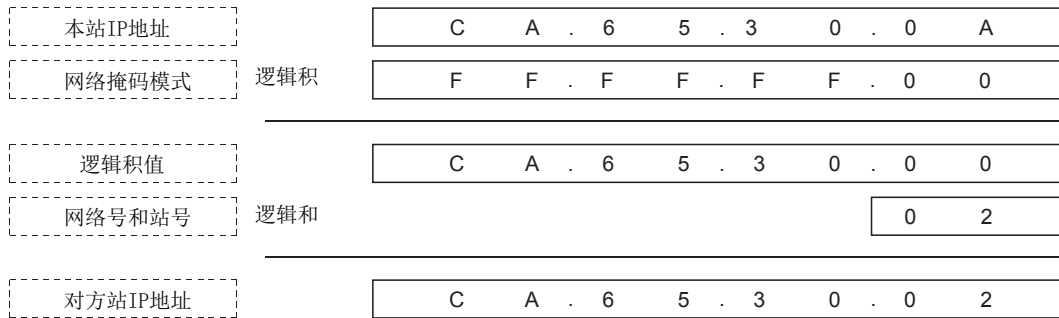 本站IP地址 C A . 6 5 . 3 0 . 0 A
网络掩码模式 逻辑积 F F . F F . F F . 0 0
逻辑积值 C A . 6 5 . 3 0 . 0 0
网络号和站号 逻辑和 0 2
对方站IP地址 C A . 6 5 . 3 0 . 0 2